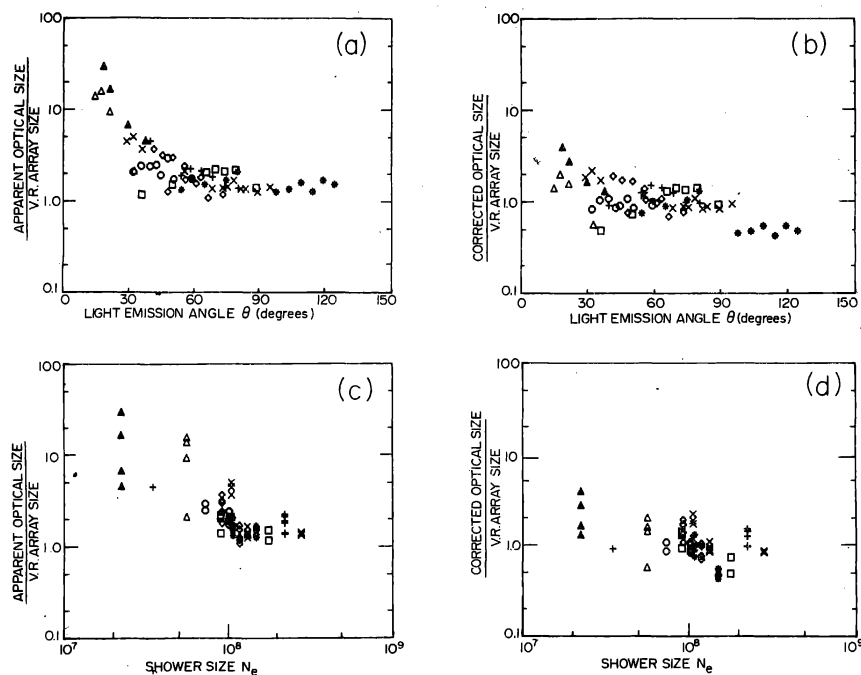 (a)
APPARENT OPTICAL SIZE
V.R. ARRAY SIZE
100
10
1.0
0.1
0
30
60
90
120
150
LIGHT EMISSION ANGLE θ (degrees)
(b)
CORRECTED OPTICAL SIZE
V.R. ARRAY SIZE
100
10
1.0
0.1
0
30
60
90
120
150
LIGHT EMISSION ANGLE θ (degrees)
(c)
APPARENT OPTICAL SIZE
V.R. ARRAY SIZE
100
10
1.0
0.1
10⁷
10⁸
10⁹
SHOWER SIZE Nₑ
(d)
CORRECTED OPTICAL SIZE
V.R. ARRAY SIZE
100
10
1.0
0.1
10⁷
10⁸
10⁹
SHOWER SIZE Nₑ